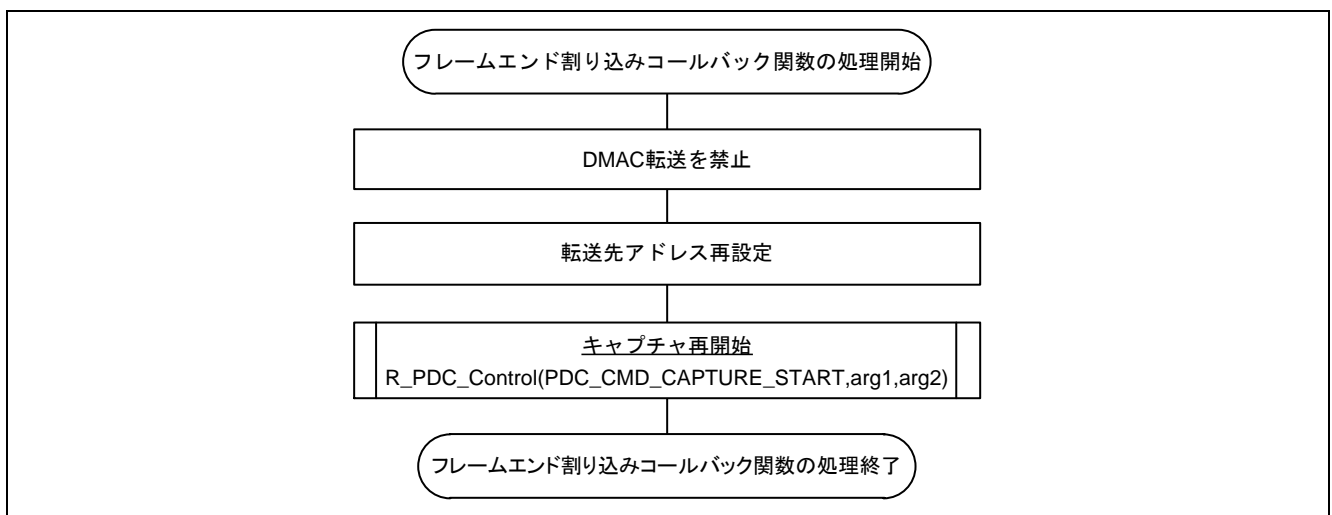 フレームエンド割り込みコールバック関数の処理開始
DMAC転送を禁止
転送先アドレス再設定
キャプチャ再開始
R_PDC_Control(PDC_CMD_CAPTURE_START,arg1,arg2)
フレームエンド割り込みコールバック関数の処理終了